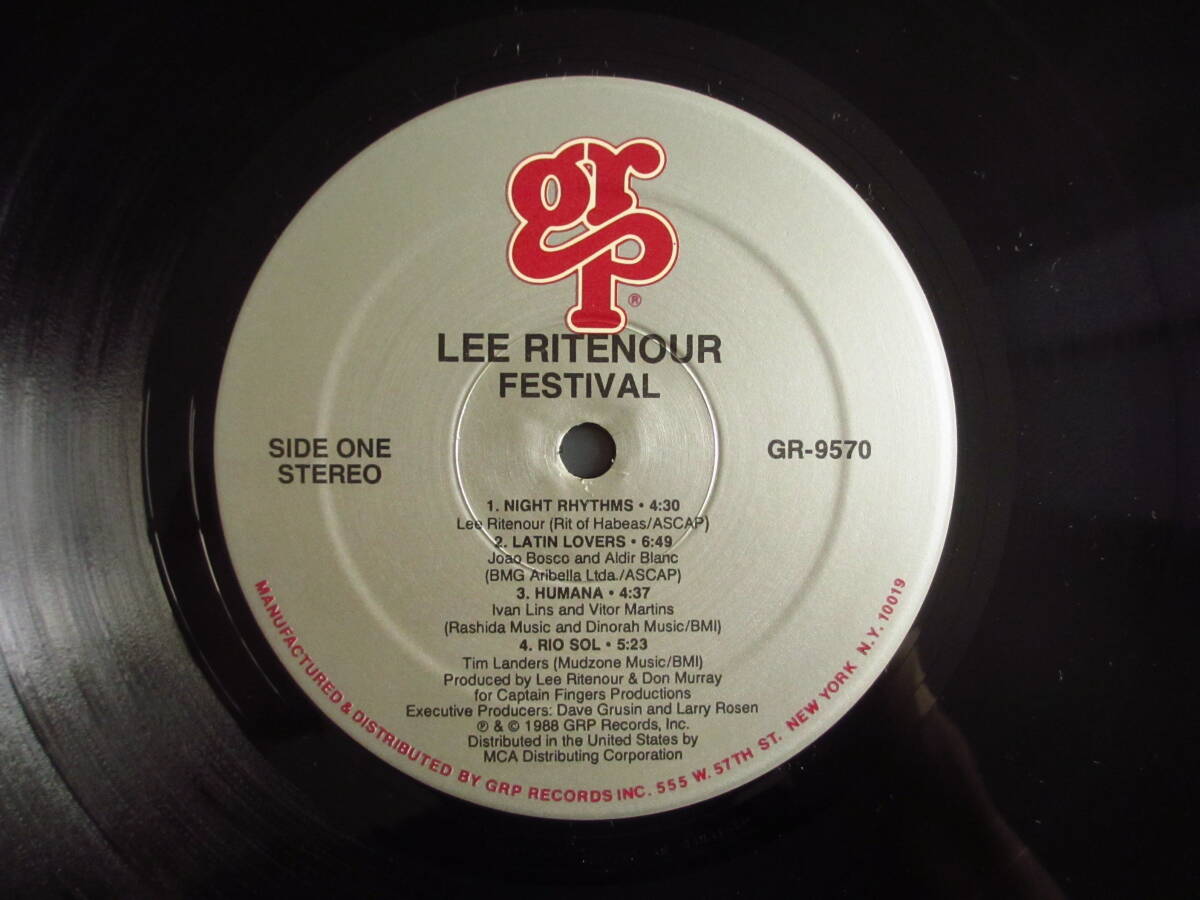 grp®
LEE RITENOUR
FESTIVAL
SIDE ONE
STEREO
GR-9570
1. NIGHT RHYTHMS • 4:30
Lee Ritenour (Rit of Habeas/ASCAP)
2. LATIN LOVERS • 6:49
Joao Bosco and Aldir Blanc
(BMG Aribella Ltda./ASCAP)
3. HUMANA • 4:37
Ivan Lins and Vitor Martins
(Rashida Music and Dinorah Music/BMI)
4. RIO SOL • 5:23
Tim Landers (Mudzone Music/BMI)
Produced by Lee Ritenour & Don Murray
for Captain Fingers Productions
Executive Producers: Dave Grusin and Larry Rosen
℗ & © 1988 GRP Records, Inc.
Distributed in the United States by
MCA Distributing Corporation
MANUFACTURED & DISTRIBUTED BY GRP RECORDS INC. 555 W. 57TH ST. NEW YORK N.Y. 10019